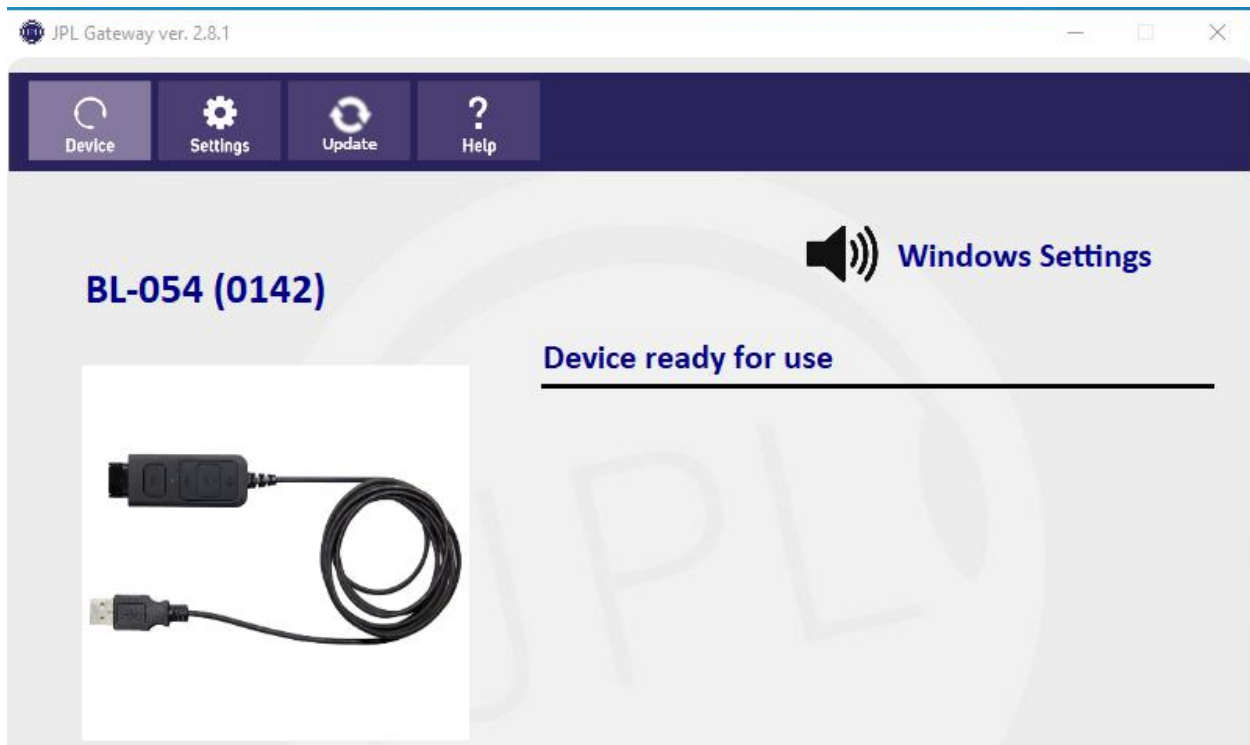 JPL Gateway ver. 2.8.1
Device
Settings
Update
Help
Windows Settings
BL-054 (0142)
Device ready for use
JPL